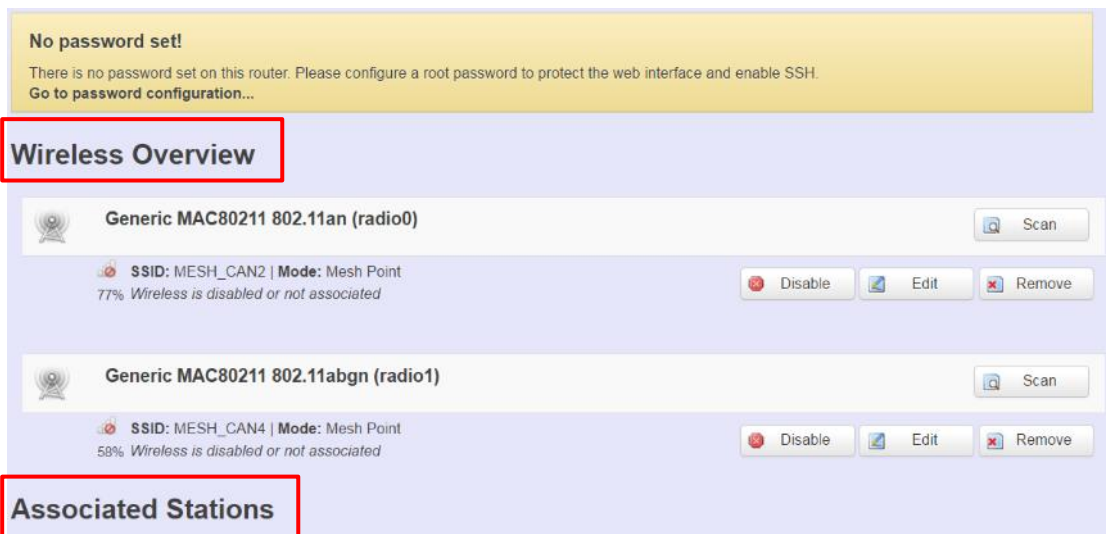 No password set!
There is no password set on this router. Please configure a root password to protect the web interface and enable SSH.
Go to password configuration...
Wireless Overview
Generic MAC80211 802.11an (radio0)
Scan
SSID: MESH_CAN2 | Mode: Mesh Point
77% Wireless is disabled or not associated
Disable Edit Remove
Generic MAC80211 802.11abgn (radio1)
Scan
SSID: MESH_CAN4 | Mode: Mesh Point
58% Wireless is disabled or not associated
Disable Edit Remove
Associated Stations